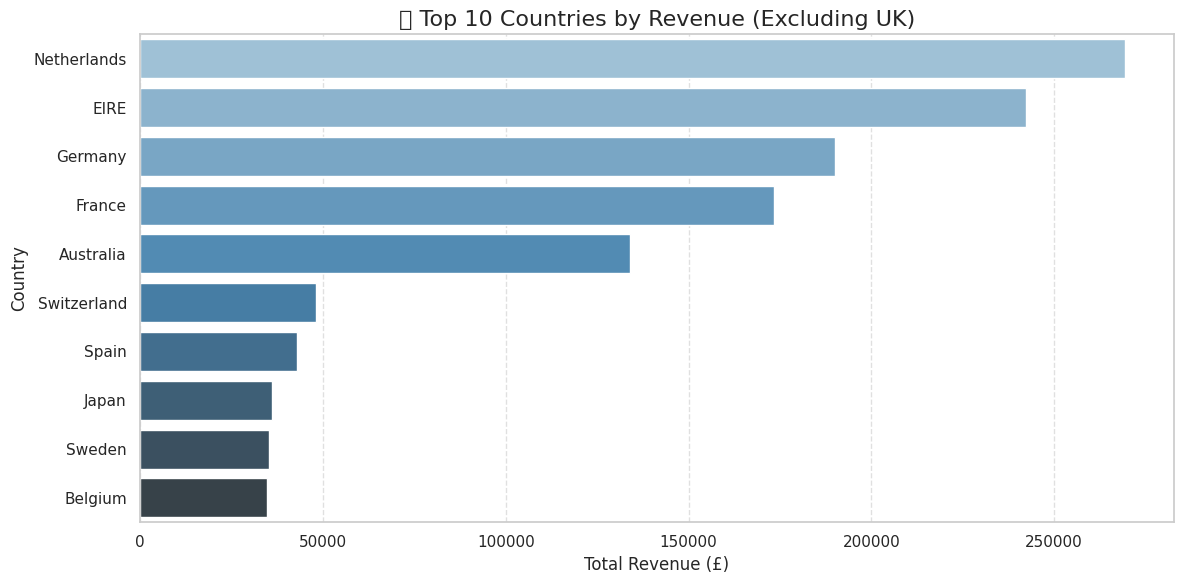 ▯ Top 10 Countries by Revenue (Excluding UK)
Netherlands
EIRE
Germany
France
Australia
Switzerland
Spain
Japan
Sweden
Belgium
Country
0 50000 100000 150000 200000 250000
Total Revenue (£)